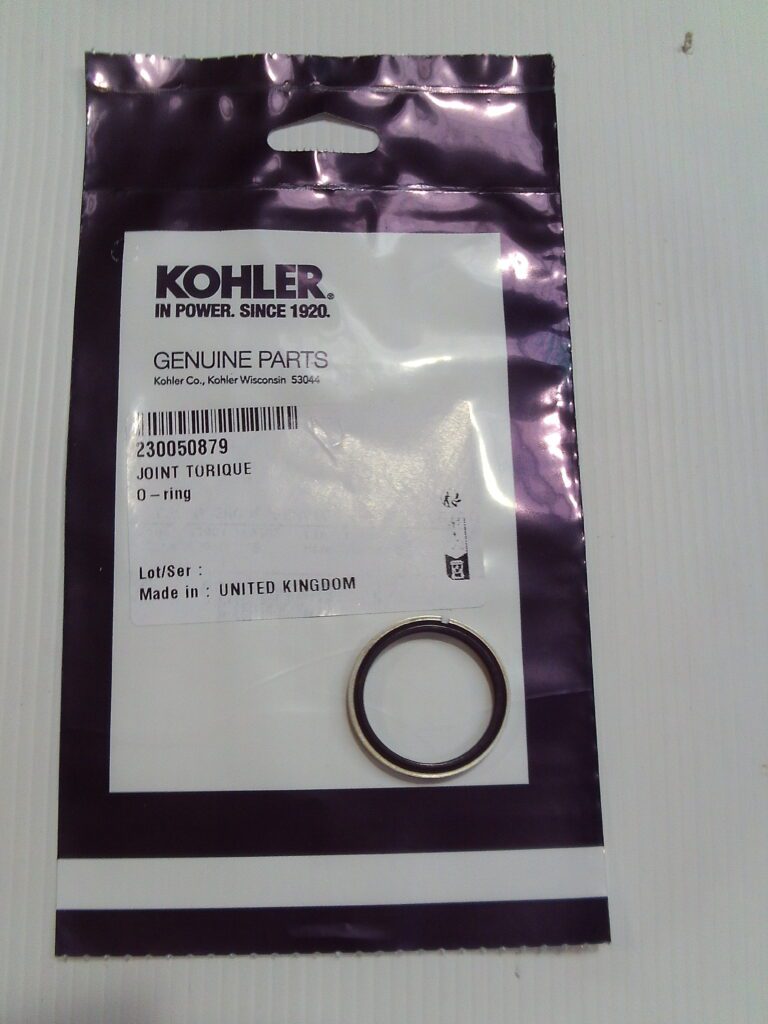 KOHLER®
IN POWER. SINCE 1920.
GENUINE PARTS
Kohler Co., Kohler Wisconsin 53044
230050879
JOINT TORIQUE
O-ring
Lot/Ser :
Made in : UNITED KINGDOM